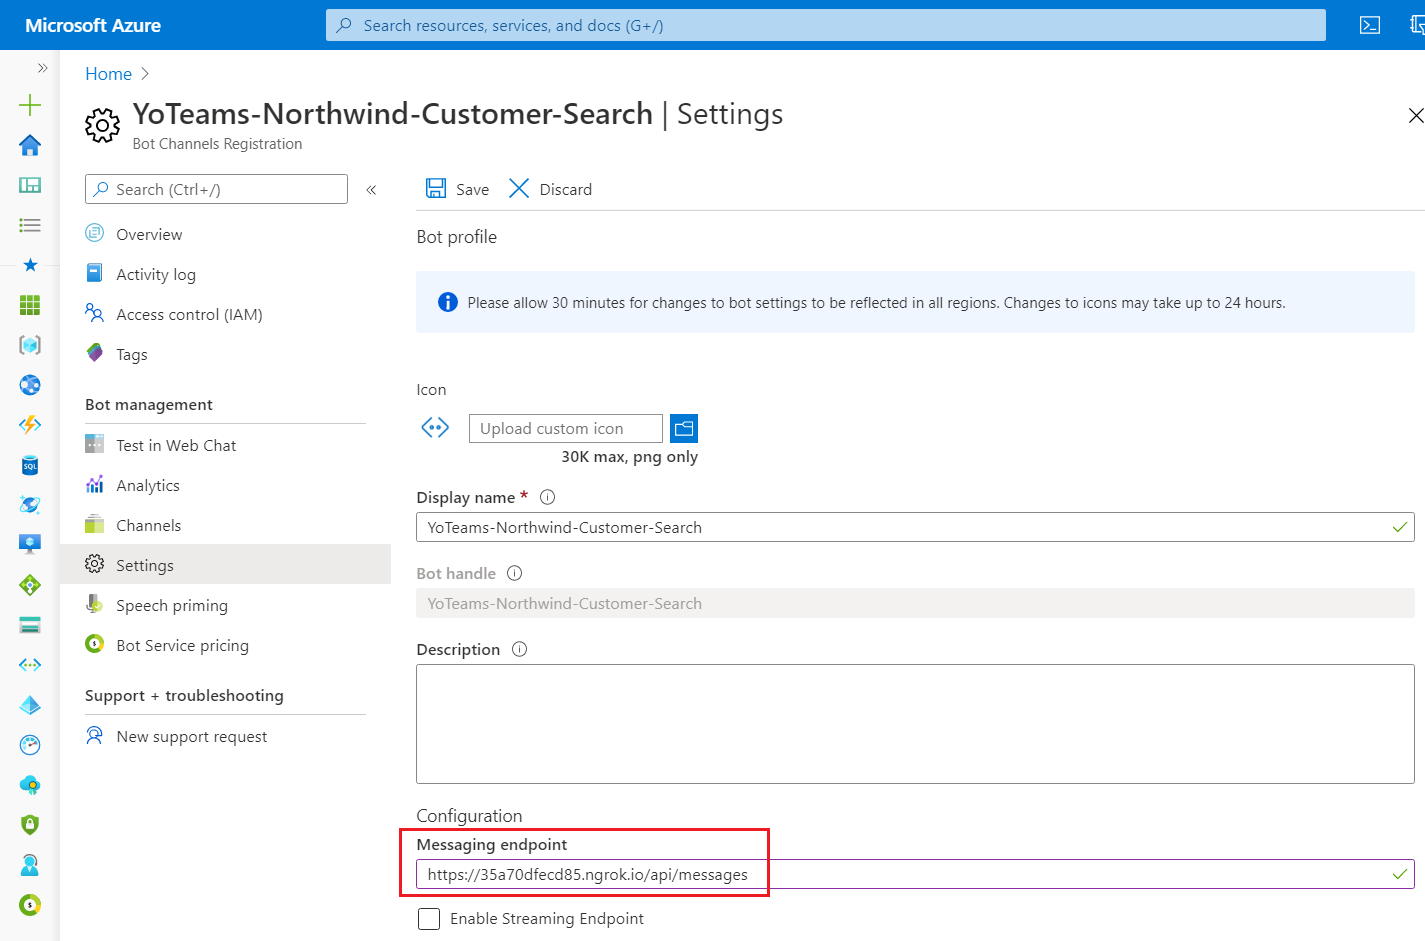 Microsoft Azure
Search resources, services, and docs (G+/)
Home
YoTeams-Northwind-Customer-Search | Settings
Bot Channels Registration
Search (Ctrl+/)
Overview
Activity log
Access control (IAM)
Tags
Bot management
Test in Web Chat
Analytics
Channels
Settings
Speech priming
Bot Service pricing
Support + troubleshooting
New support request
Save
Discard
Bot profile
Please allow 30 minutes for changes to bot settings to be reflected in all regions. Changes to icons may take up to 24 hours.
Icon
Upload custom icon
30K max, png only
Display name *
YoTeams-Northwind-Customer-Search
Bot handle
YoTeams-Northwind-Customer-Search
Description
Configuration
Messaging endpoint
https://35a70dfecd85.ngrok.io/api/messages
Enable Streaming Endpoint